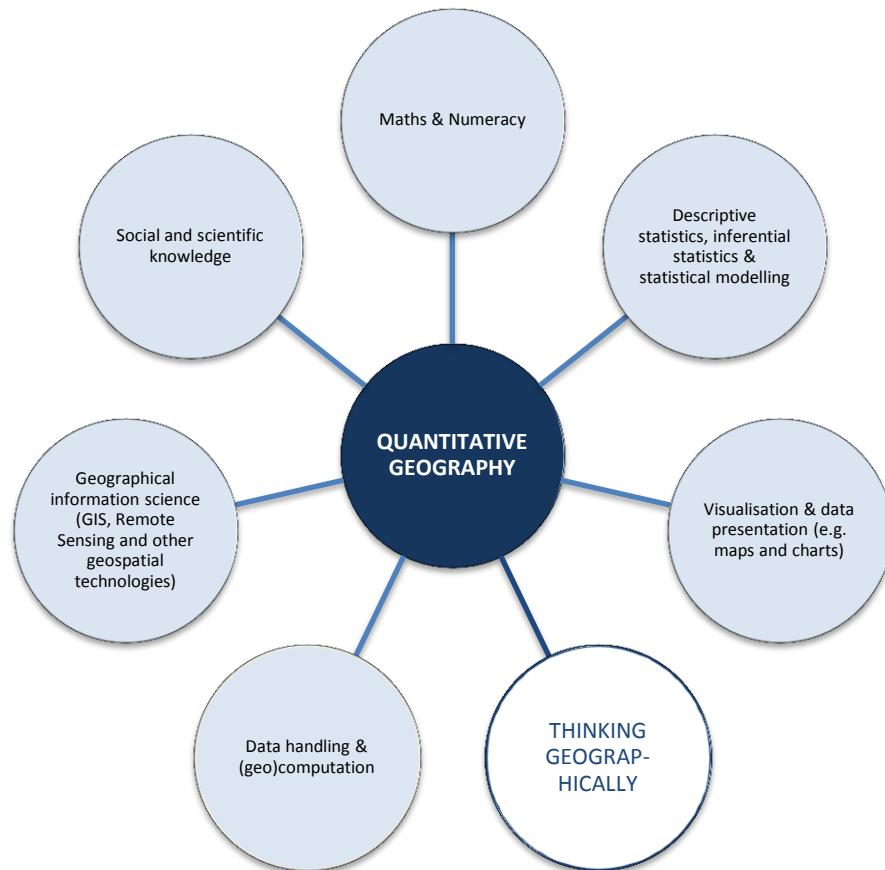 Maths & Numeracy
Descriptive
statistics, inferential
statistics &
statistical modelling
Visualisation & data
presentation (e.g.
maps and charts)
THINKING
GEOGRAP-
HICALLY
Data handling &
(geo)computation
Geographical
information science
(GIS, Remote
Sensing and other
geospatial
technologies)
Social and scientific
knowledge
QUANTITATIVE
GEOGRAPHY